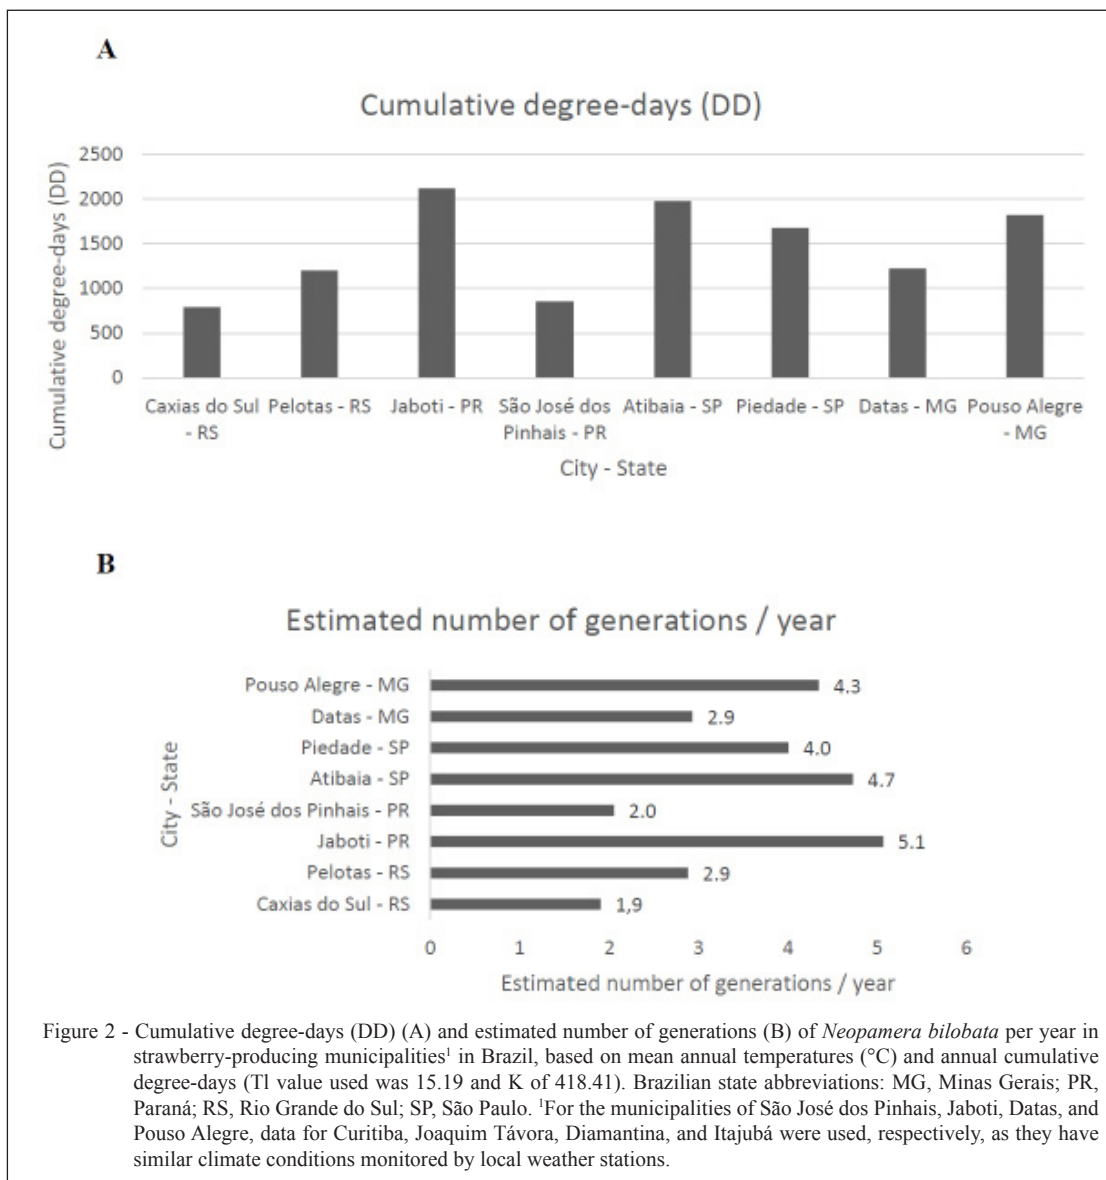 A
Cumulative degree-days (DD)
Cumulative degree-days (DD)
2500
2000
1500
1000
500
0
Caxias do Sul - RS
Pelotas - RS
Jaboti - PR
São José dos Pinhais - PR
Atibaia - SP
Piedade - SP
Datas - MG
Pouso Alegre - MG
City - State
B
Estimated number of generations / year
City - State
Pouso Alegre - MG 4.3
Datas - MG 2.9
Piedade - SP 4.0
Atibaia - SP 4.7
São José dos Pinhais - PR 2.0
Jaboti - PR 5.1
Pelotas - RS 2.9
Caxias do Sul - RS 1,9
0 1 2 3 4 5 6
Estimated number of generations / year
Figure 2 - Cumulative degree-days (DD) (A) and estimated number of generations (B) of Neopamera bilobata per year in
strawberry-producing municipalities¹ in Brazil, based on mean annual temperatures (°C) and annual cumulative
degree-days (Tl value used was 15.19 and K of 418.41). Brazilian state abbreviations: MG, Minas Gerais; PR,
Paraná; RS, Rio Grande do Sul; SP, São Paulo. ¹For the municipalities of São José dos Pinhais, Jaboti, Datas, and
Pouso Alegre, data for Curitiba, Joaquim Távora, Diamantina, and Itajubá were used, respectively, as they have
similar climate conditions monitored by local weather stations.